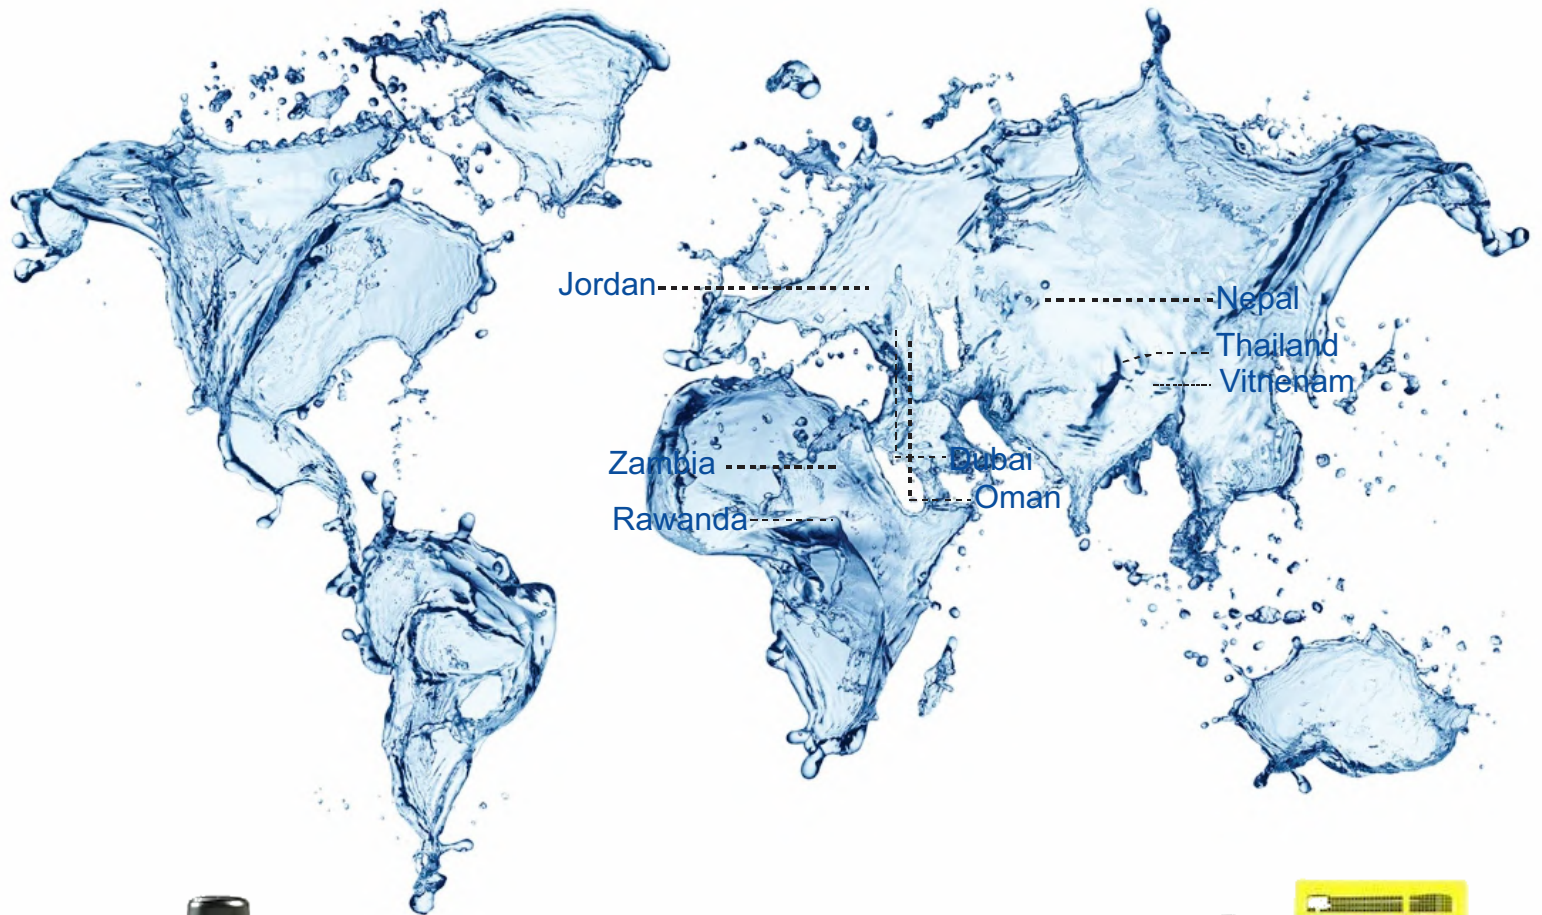 Jordan
Nepal
Thailand
Vitnenam
Zambia
Dubai
Oman
Rawanda